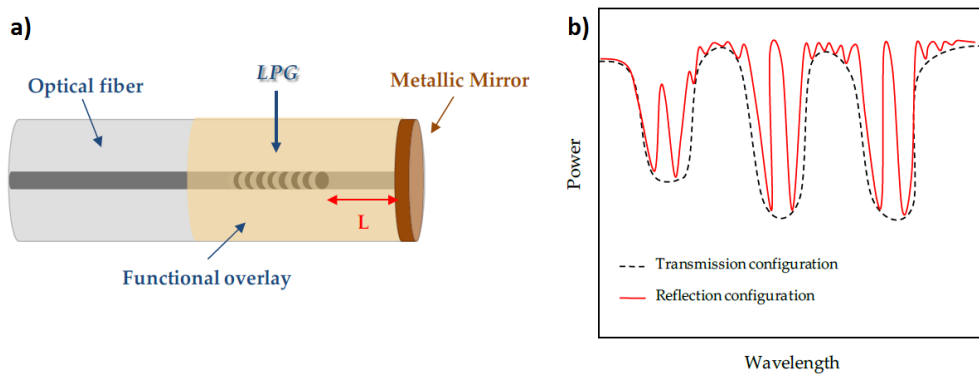 a)
Optical fiber
LPG
Metallic Mirror
L
Functional overlay
b)
Power
Transmission configuration
Reflection configuration
Wavelength